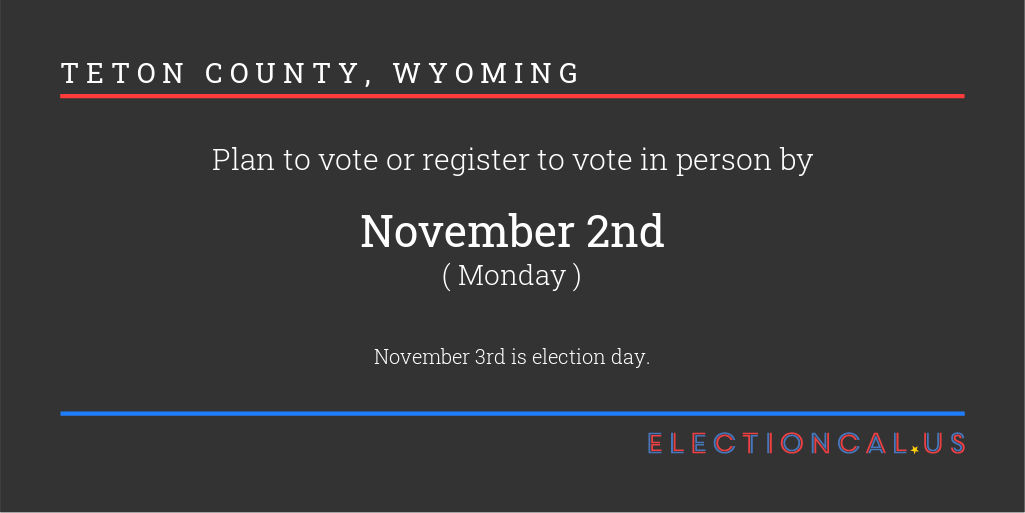 TETON COUNTY, WYOMING
Plan to vote or register to vote in person by
November 2nd
( Monday )
November 3rd is election day.
ELECTIONCAL.US